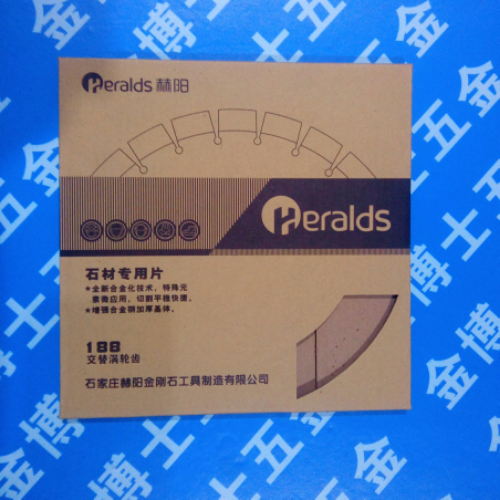 Heralds 赫阳
Heralds
石材专用片
★全新合金化技术，特殊元
素微应用，切割平稳快捷。
★增强合金钢加厚基体。
188
交替涡轮齿
石家庄赫阳金刚石工具制造有限公司
金博士五金